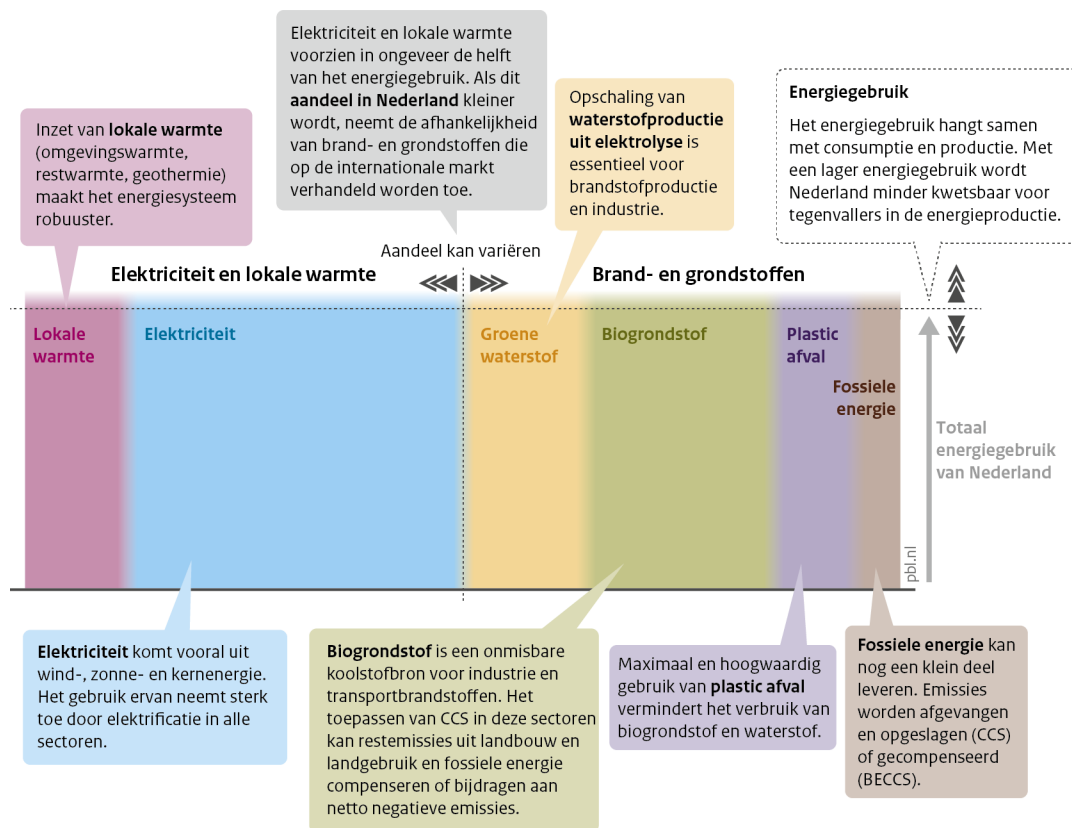 Elektriciteit en lokale warmte
voorzien in ongeveer de helft
van het energiegebruik. Als dit
aandeel in Nederland kleiner
wordt, neemt de afhankelijkheid
van brand- en grondstoffen die
op de internationale markt
verhandeld worden toe.
Inzet van lokale warmte
(omgevingswarmte,
restwarmte, geothermie)
maakt het energiesysteem
robuuster.
Opschaling van
waterstofproductie
uit elektrolyse is
essentieel voor
brandstofproductie
en industrie.
Energiegebruik
Het energiegebruik hangt samen
met consumptie en productie. Met
een lager energiegebruik wordt
Nederland minder kwetsbaar voor
tegenvallers in de energieproductie.
Aandeel kan variëren
Elektriciteit en lokale warmte
Brand- en grondstoffen
Lokale
warmte
Elektriciteit
Groene
waterstof
Biogrondstof
Plastic
afval
Fossiele
energie
Totaal
energiegebruik
van Nederland
pbl.nl
Elektriciteit komt vooral uit
wind-, zonne- en kernenergie.
Het gebruik ervan neemt sterk
toe door elektrificatie in alle
sectoren.
Biogrondstof is een onmisbare
koolstofbron voor industrie en
transportbrandstoffen. Het
toepassen van CCS in deze sectoren
kan restemissies uit landbouw en
landgebruik en fossiele energie
compenseren of bijdragen aan
netto negatieve emissies.
Maximaal en hoogwaardig
gebruik van plastic afval
vermindert het verbruik van
biogrondstof en waterstof.
Fossiele energie kan
nog een klein deel
leveren. Emissies
worden afgevangen
en opgeslagen (CCS)
of gecompenseerd
(BECCS).